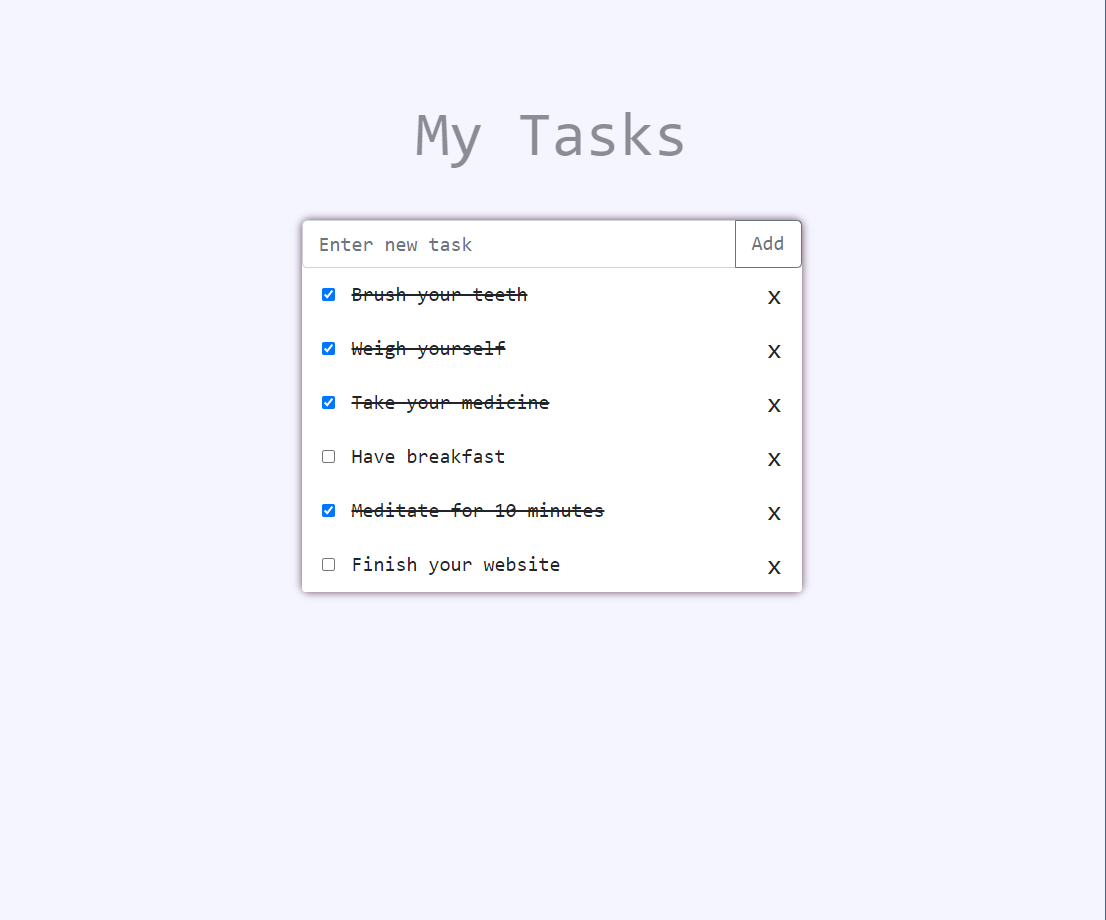 My Tasks
Enter new task Add
Brush your teeth x
Weigh yourself x
Take your medicine x
Have breakfast x
Meditate for 10 minutes x
Finish your website x